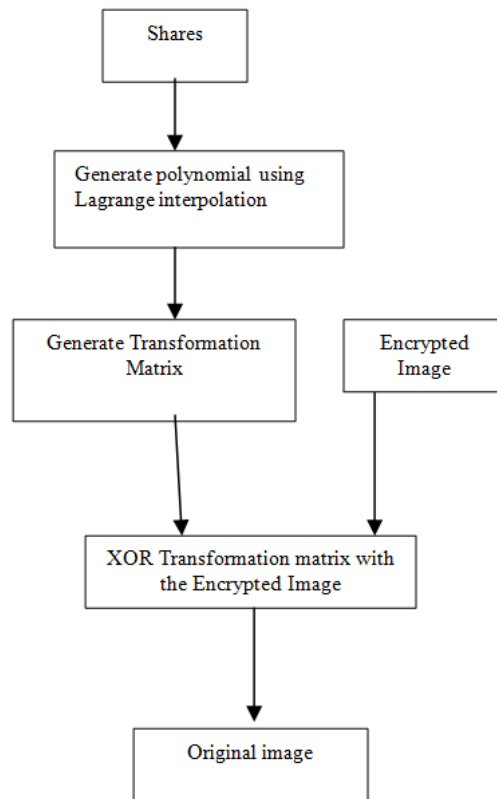 Shares
Generate polynomial using
Lagrange interpolation
Generate Transformation
Matrix
Encrypted
Image
XOR Transformation matrix with
the Encrypted Image
Original image